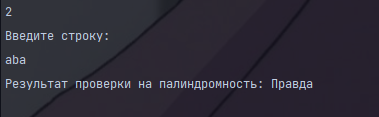 2
Введите строку:
aba
Результат проверки на палиндромность: Правда